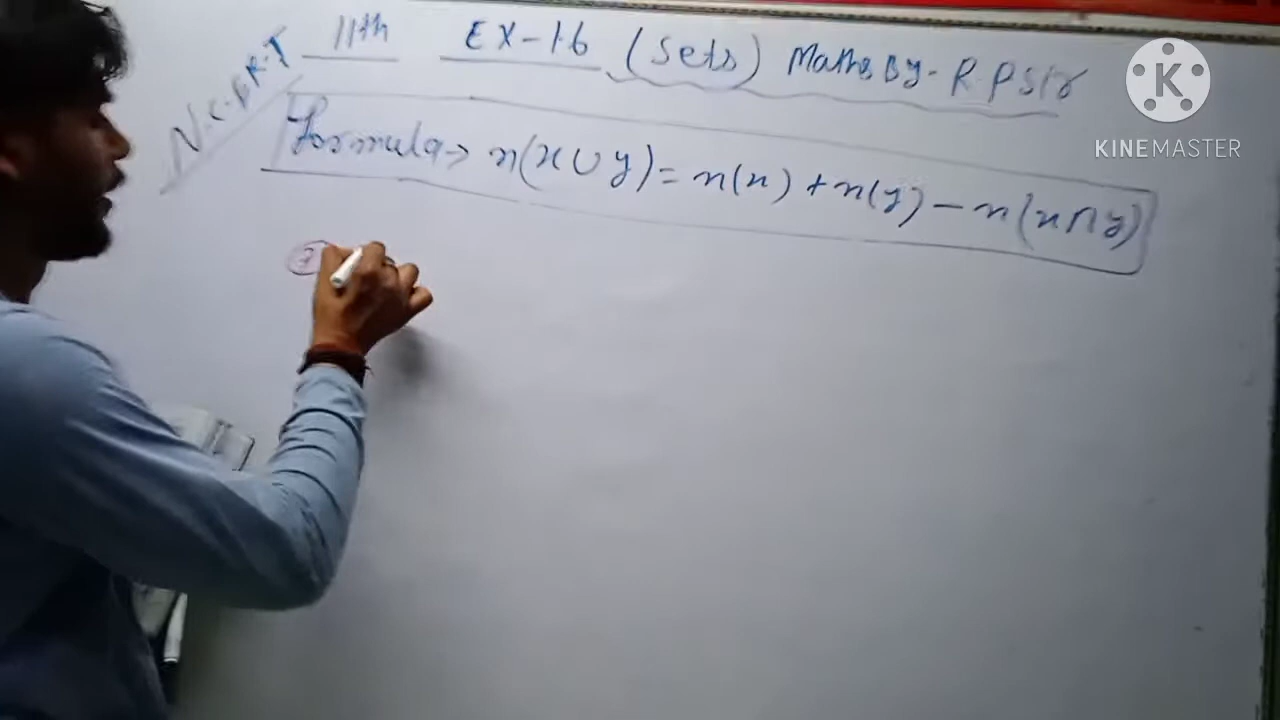 N.C.E.R.T 11th EX-1.6 (Sets) Maths By- R.P Sir
Formula→ n(x∪y) = n(x) + n(y) − n(x∩y)
K
KINEMASTER